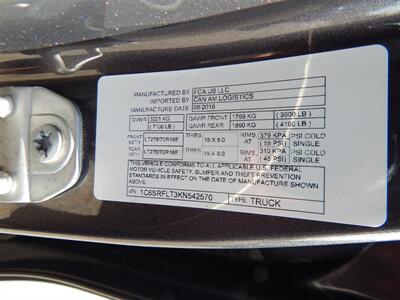 MANUFACTURED BY FCA US LLC
IMPORTED BY CAN AM LOGISTICS
MANUFACTURE DATE 08/2018
GVWR 3221 KG GAWR FRONT 1769 KG ( 3900 LB )
( 7100 LB ) GAWR REAR 1860 KG ( 4100 LB )
FRONT WITH LT275/70R18E TIRES 18 X 8.0 RIMS AT 379 KPA PSI COLD
( 55 PSI ) SINGLE
REAR WITH LT275/70R18E TIRES 18 X 8.0 RIMS AT 310 KPA PSI COLD
( 45 PSI ) SINGLE
THIS VEHICLE CONFORMS TO ALL APPLICABLE U.S. FEDERAL
MOTOR VEHICLE SAFETY, BUMPER AND THEFT PREVENTION
STANDARDS IN EFFECT ON THE DATE OF MANUFACTURE SHOWN
ABOVE.
VIN: 1C6SRFLT3KN542570 TYPE: TRUCK